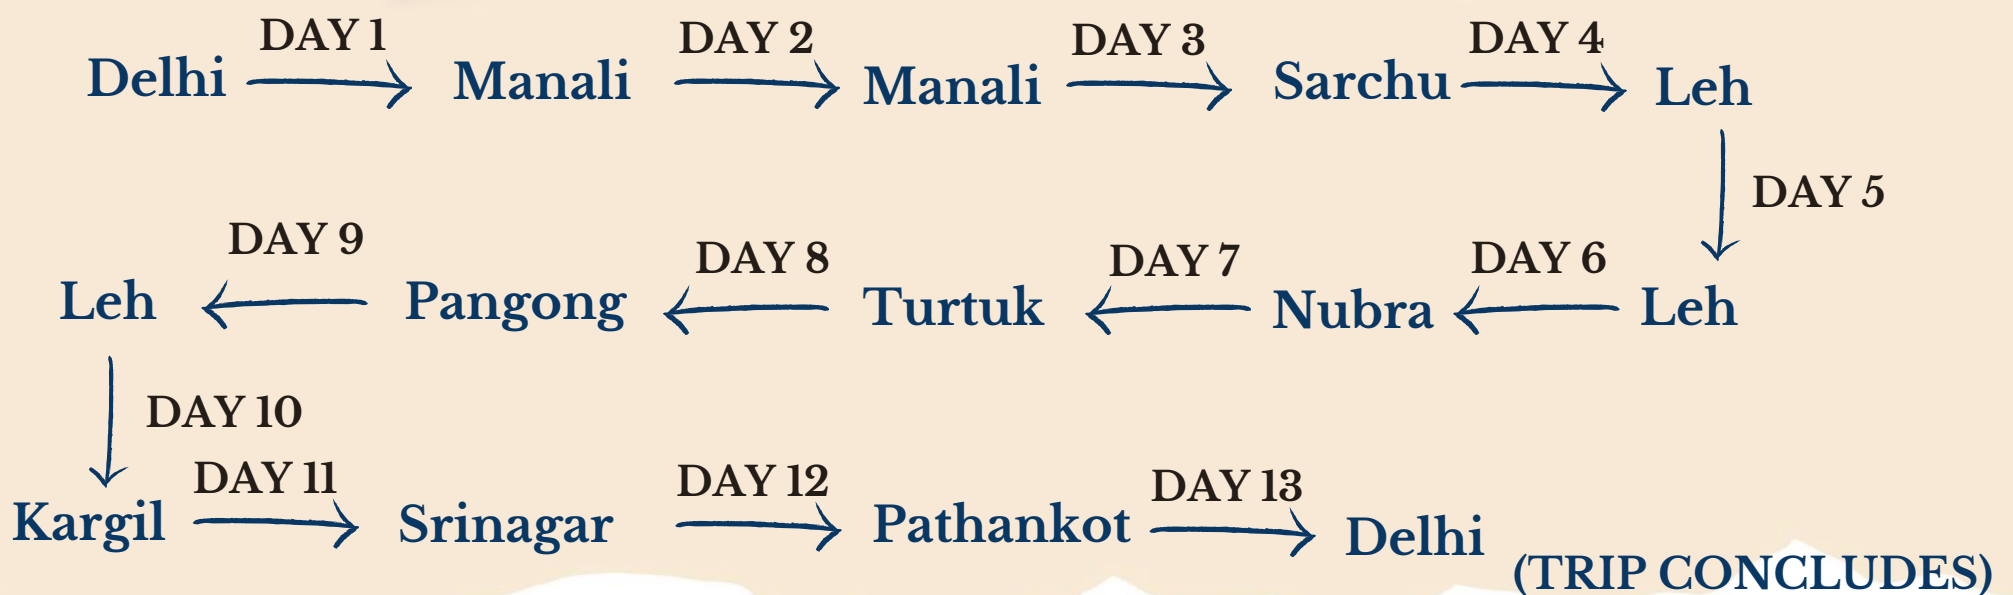 DAY 1 DAY 2 DAY 3 DAY 4
Delhi Manali Manali Sarchu Leh
DAY 5
DAY 9 DAY 8 DAY 7 DAY 6
Leh Pangong Turtuk Nubra Leh
DAY 10
DAY 11 DAY 12 DAY 13
Kargil Srinagar Pathankot Delhi
(TRIP CONCLUDES)